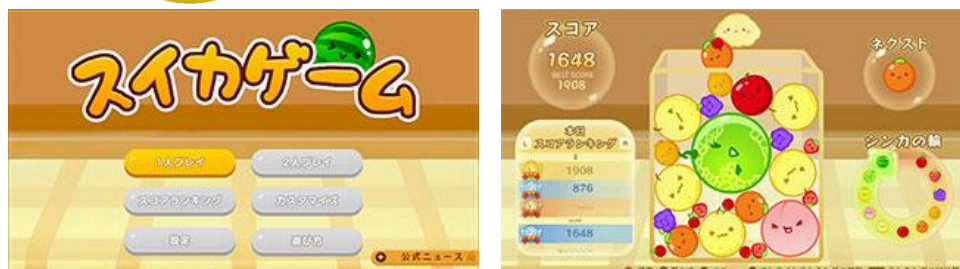 スイカゲーム
1人プレイ
2人プレイ
スコアランキング
カスタマイズ
設定
遊び方
公式ニュース
スコア
1648
BEST SCORE
1908
ネクスト
本日
L スコアランキング R
1908
876
1648
シンカの輪